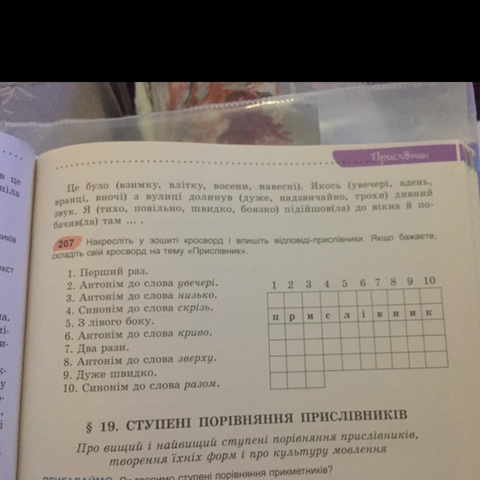 Прислівник
Це було (взимку, влітку, восени, навесні). Якось (увечері, вдень,
вранці, вночі) з вулиці долинув (дуже, надзвичайно, трохи) дивний
звук. Я (тихо, повільно, швидко, боязко) підійшов(ла) до вікна й по-
бачив(ла) там ... .
207 Накресліть у зошиті кросворд і впишіть відповіді-прислівники. Якщо бажаєте,
складіть свій кросворд на тему «Прислівник».
1. Перший раз.
2. Антонім до слова увечері.
3. Антонім до слова низько.
4. Синонім до слова скрізь.
5. З лівого боку.
6. Антонім до слова криво.
7. Два рази.
8. Антонім до слова зверху.
9. Дуже швидко.
10. Синонім до слова разом.
1 2 3 4 5 6 7 8 9 10
п р и с л і в н и к
§ 19. СТУПЕНІ ПОРІВНЯННЯ ПРИСЛІВНИКІВ
Про вищий і найвищий ступені порівняння прислівників,
творення їхніх форм і про культуру мовлення
ступені порівняння прикметників?